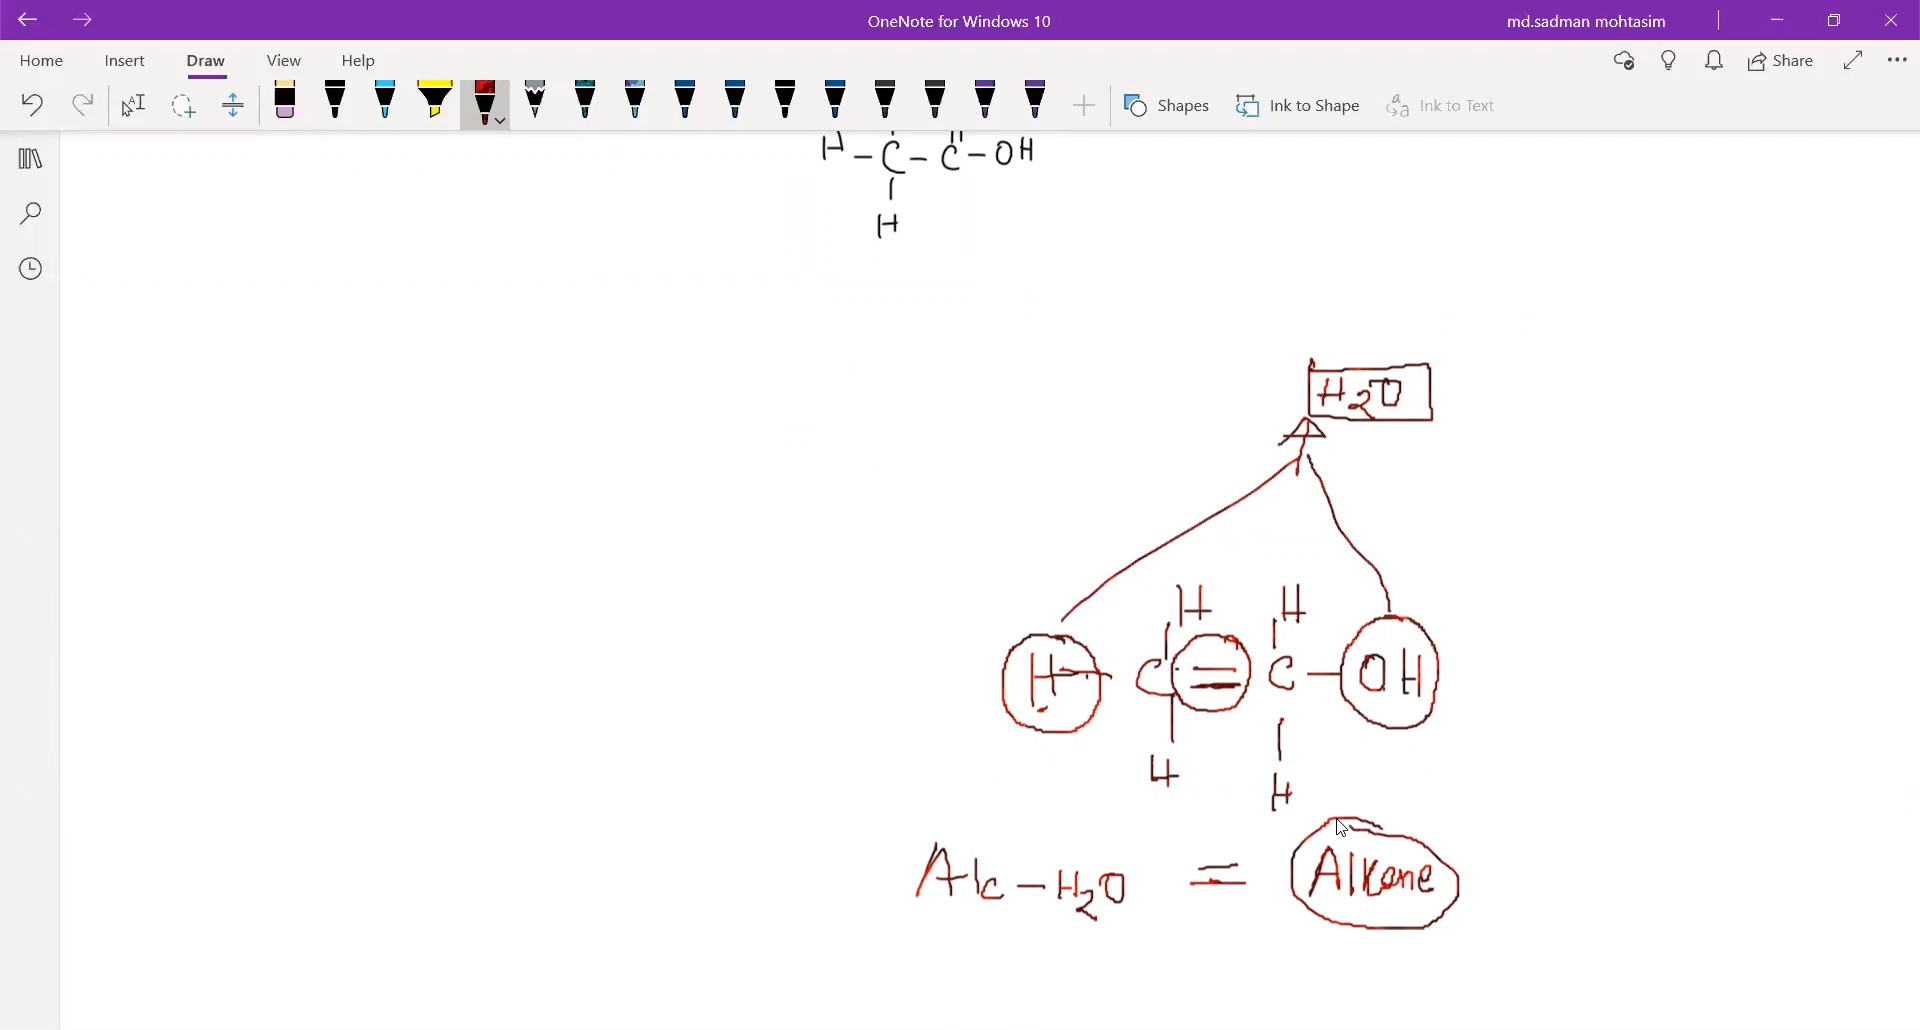 OneNote for Windows 10
md.sadman mohtasim
Home Insert Draw View Help
Share
Shapes Ink to Shape Ink to Text
H - C - C - OH
H
H2O
H H
H C = C - OH
H H
Alc - H2O = Alkene